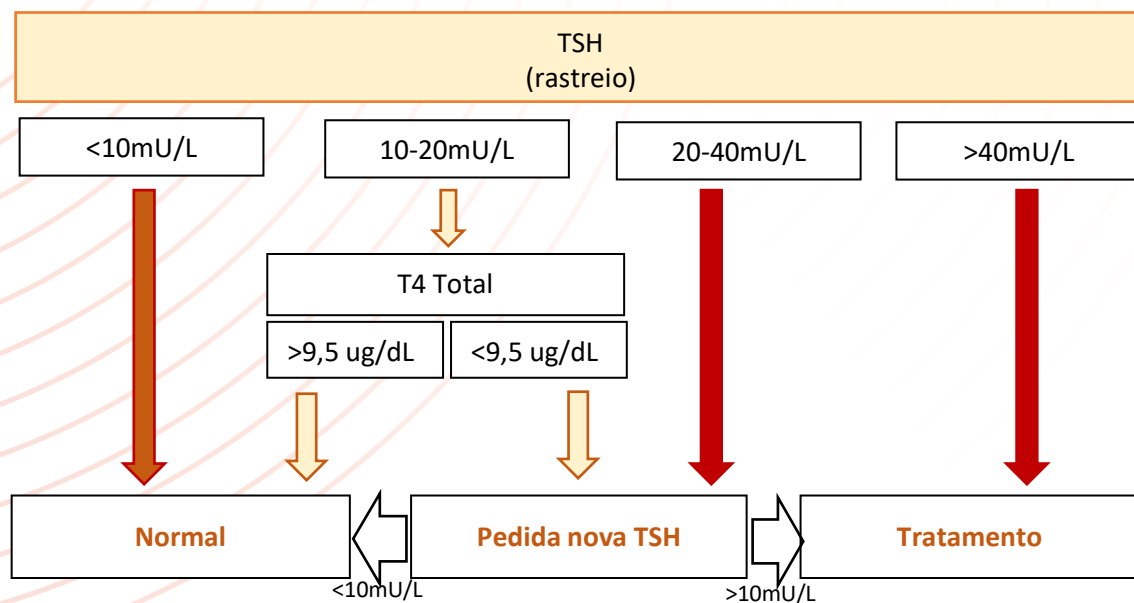 TSH
(rastreio)
<10mU/L
10-20mU/L
20-40mU/L
>40mU/L
T4 Total
>9,5 ug/dL
<9,5 ug/dL
Normal
Pedida nova TSH
Tratamento
<10mU/L
>10mU/L